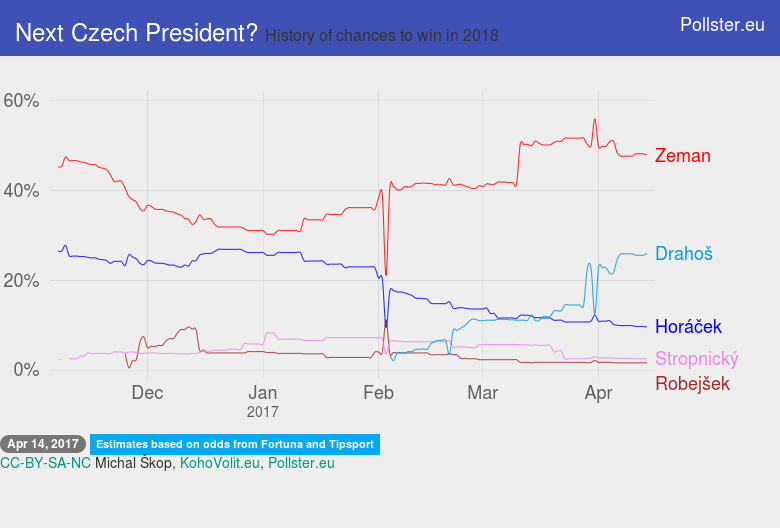 Next Czech President? History of chances to win in 2018
Pollster.eu
60%
40%
20%
0%
Zeman
Drahoš
Horáček
Stropnický
Robejšek
Dec Jan Feb Mar Apr
2017
Apr 14, 2017 Estimates based on odds from Fortuna and Tipsport
CC-BY-SA-NC Michal Škop, KohoVolit.eu, Pollster.eu